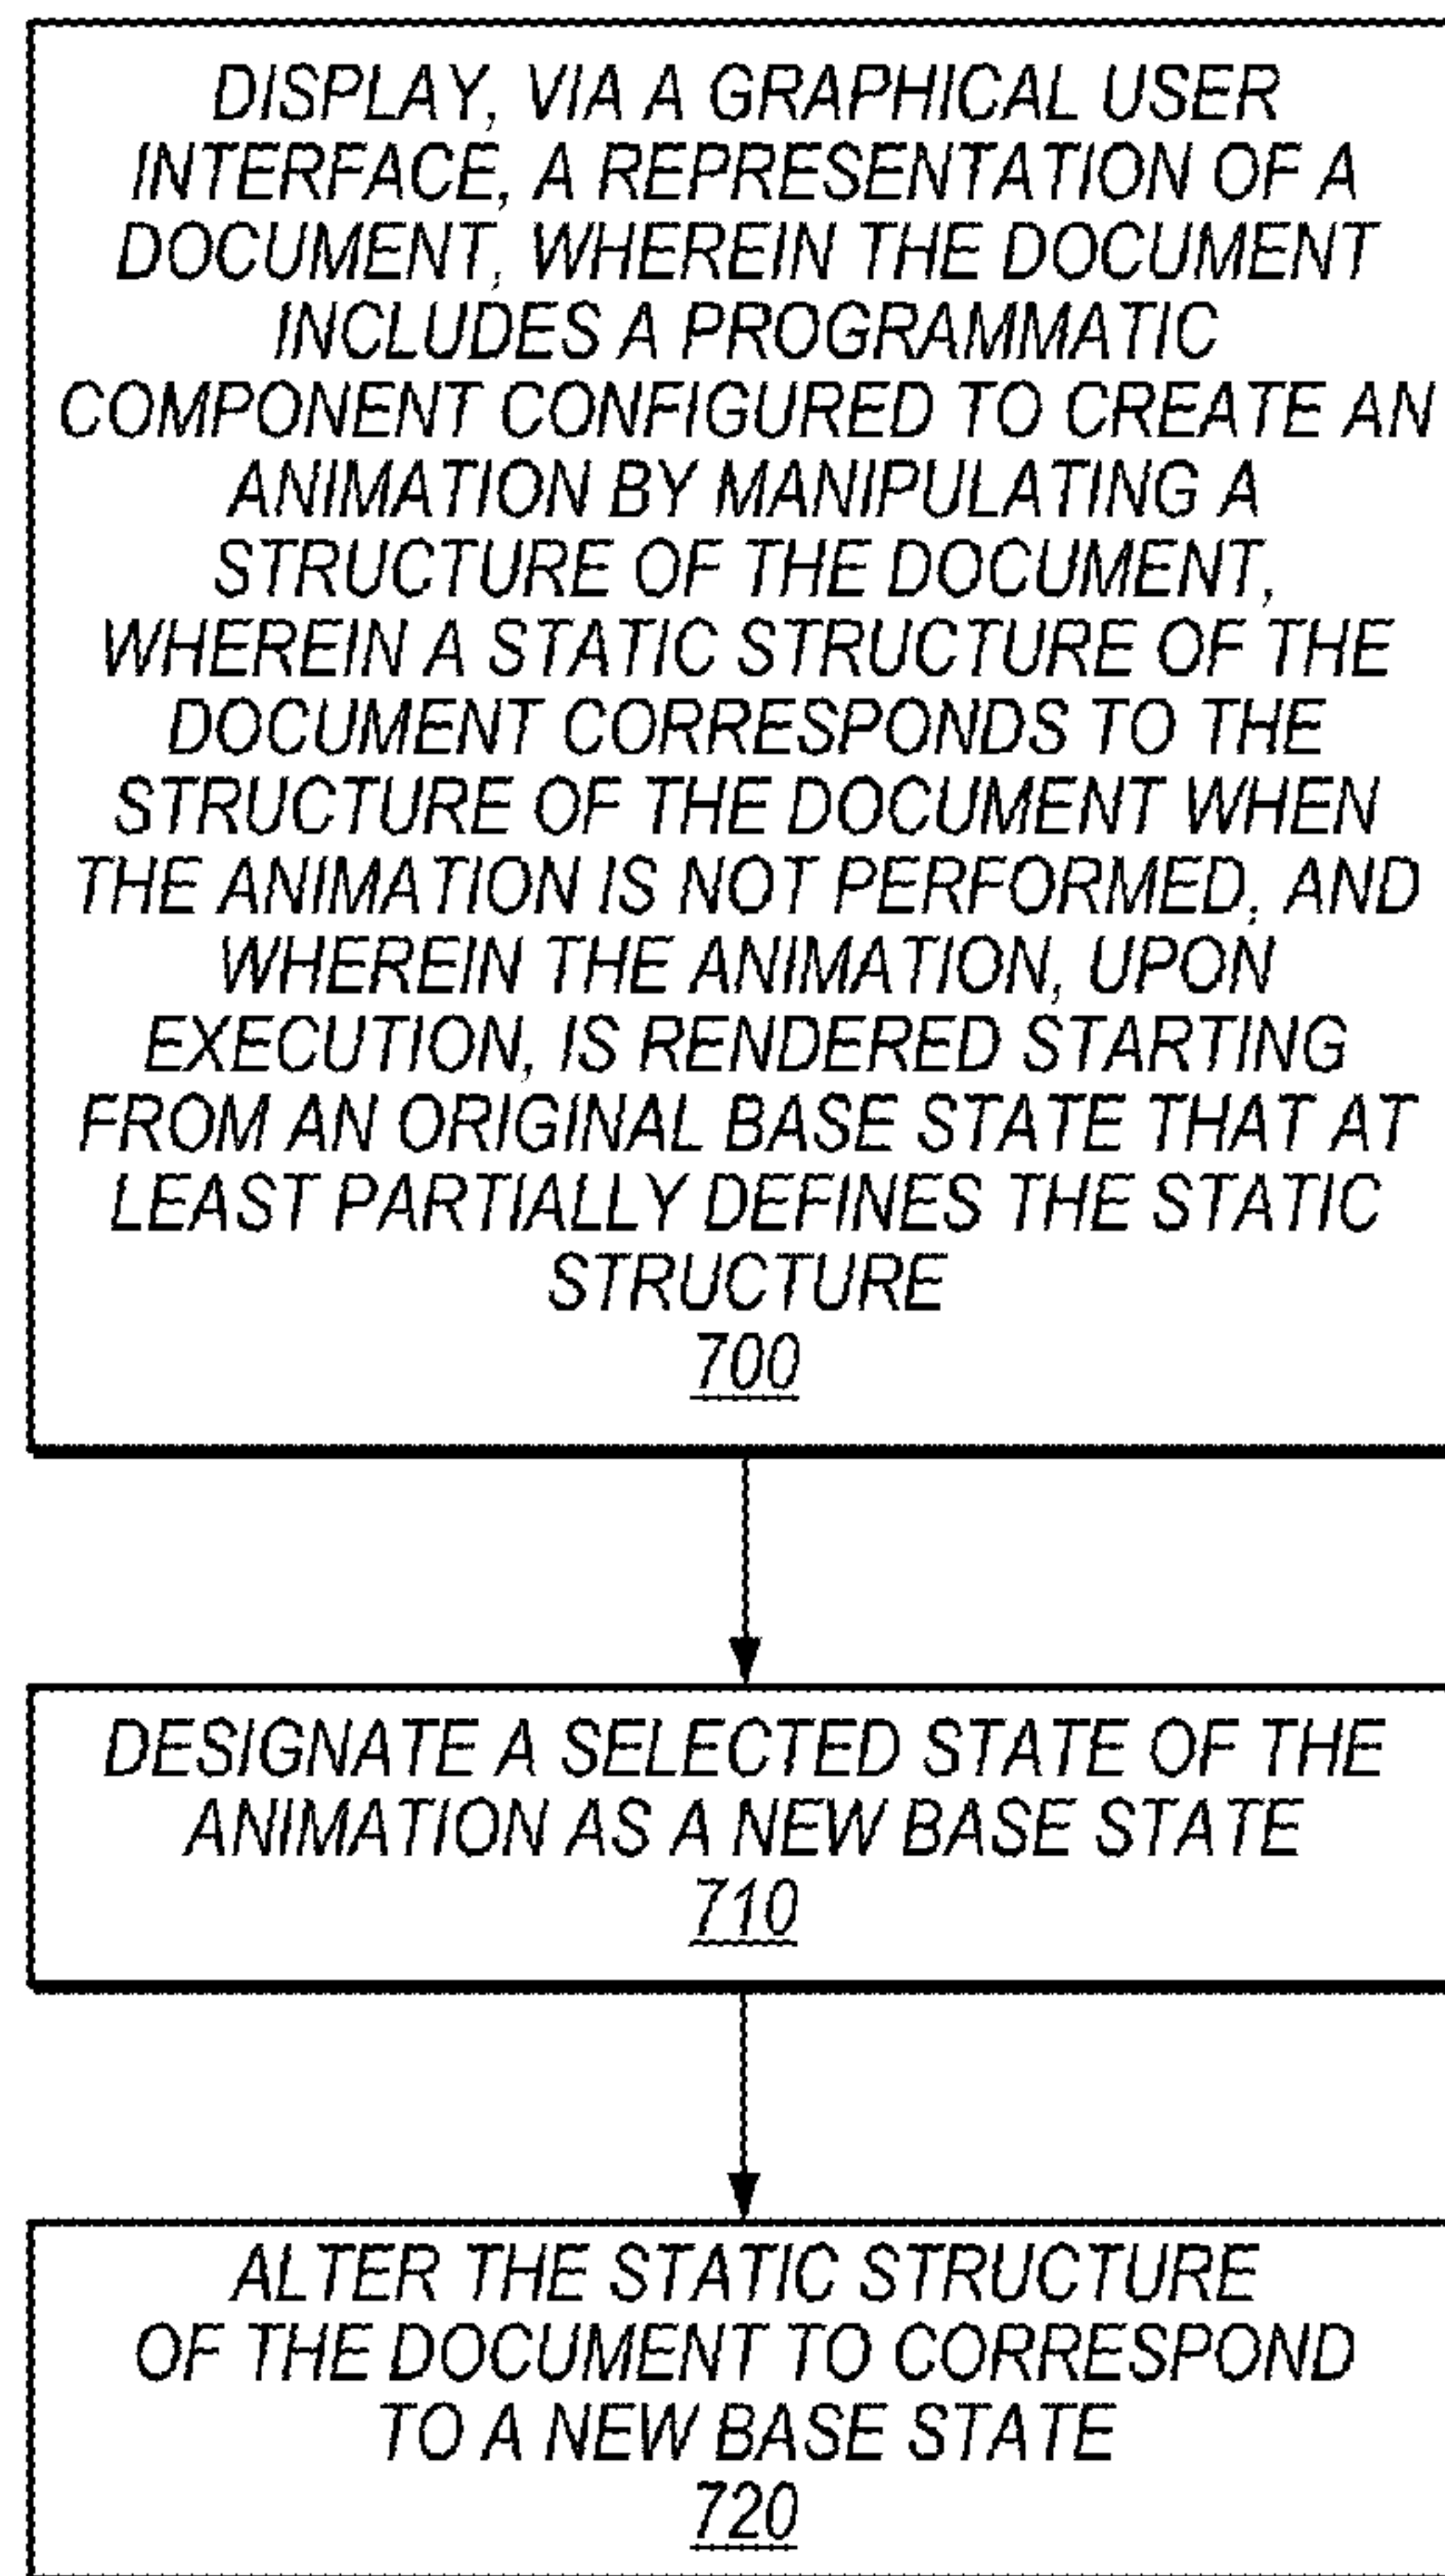 DISPLAY, VIA A GRAPHICAL USER
INTERFACE, A REPRESENTATION OF A
DOCUMENT, WHEREIN THE DOCUMENT
INCLUDES A PROGRAMMATIC
COMPONENT CONFIGURED TO CREATE AN
ANIMATION BY MANIPULATING A
STRUCTURE OF THE DOCUMENT,
WHEREIN A STATIC STRUCTURE OF THE
DOCUMENT CORRESPONDS TO THE
STRUCTURE OF THE DOCUMENT WHEN
THE ANIMATION IS NOT PERFORMED, AND
WHEREIN THE ANIMATION, UPON
EXECUTION, IS RENDERED STARTING
FROM AN ORIGINAL BASE STATE THAT AT
LEAST PARTIALLY DEFINES THE STATIC
STRUCTURE
700
DESIGNATE A SELECTED STATE OF THE
ANIMATION AS A NEW BASE STATE
710
ALTER THE STATIC STRUCTURE
OF THE DOCUMENT TO CORRESPOND
TO A NEW BASE STATE
720